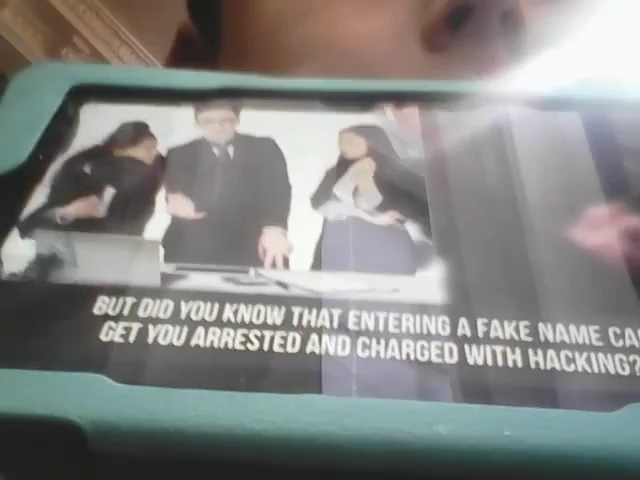 BUT DID YOU KNOW THAT ENTERING A FAKE NAME
GET YOU ARRESTED AND CHARGED WITH HACKING?